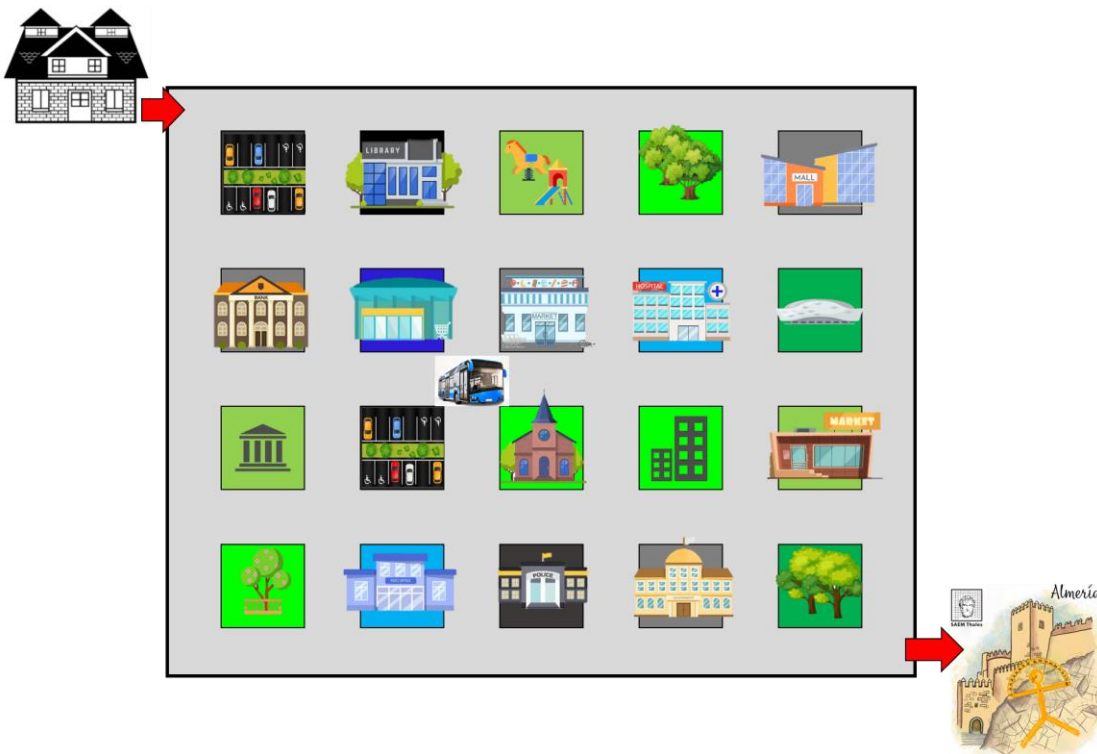 LIBRARY
MALL
BANK
MARKET
HOSPITAL
MARKET
POLICE
Almería
SAEM Thales